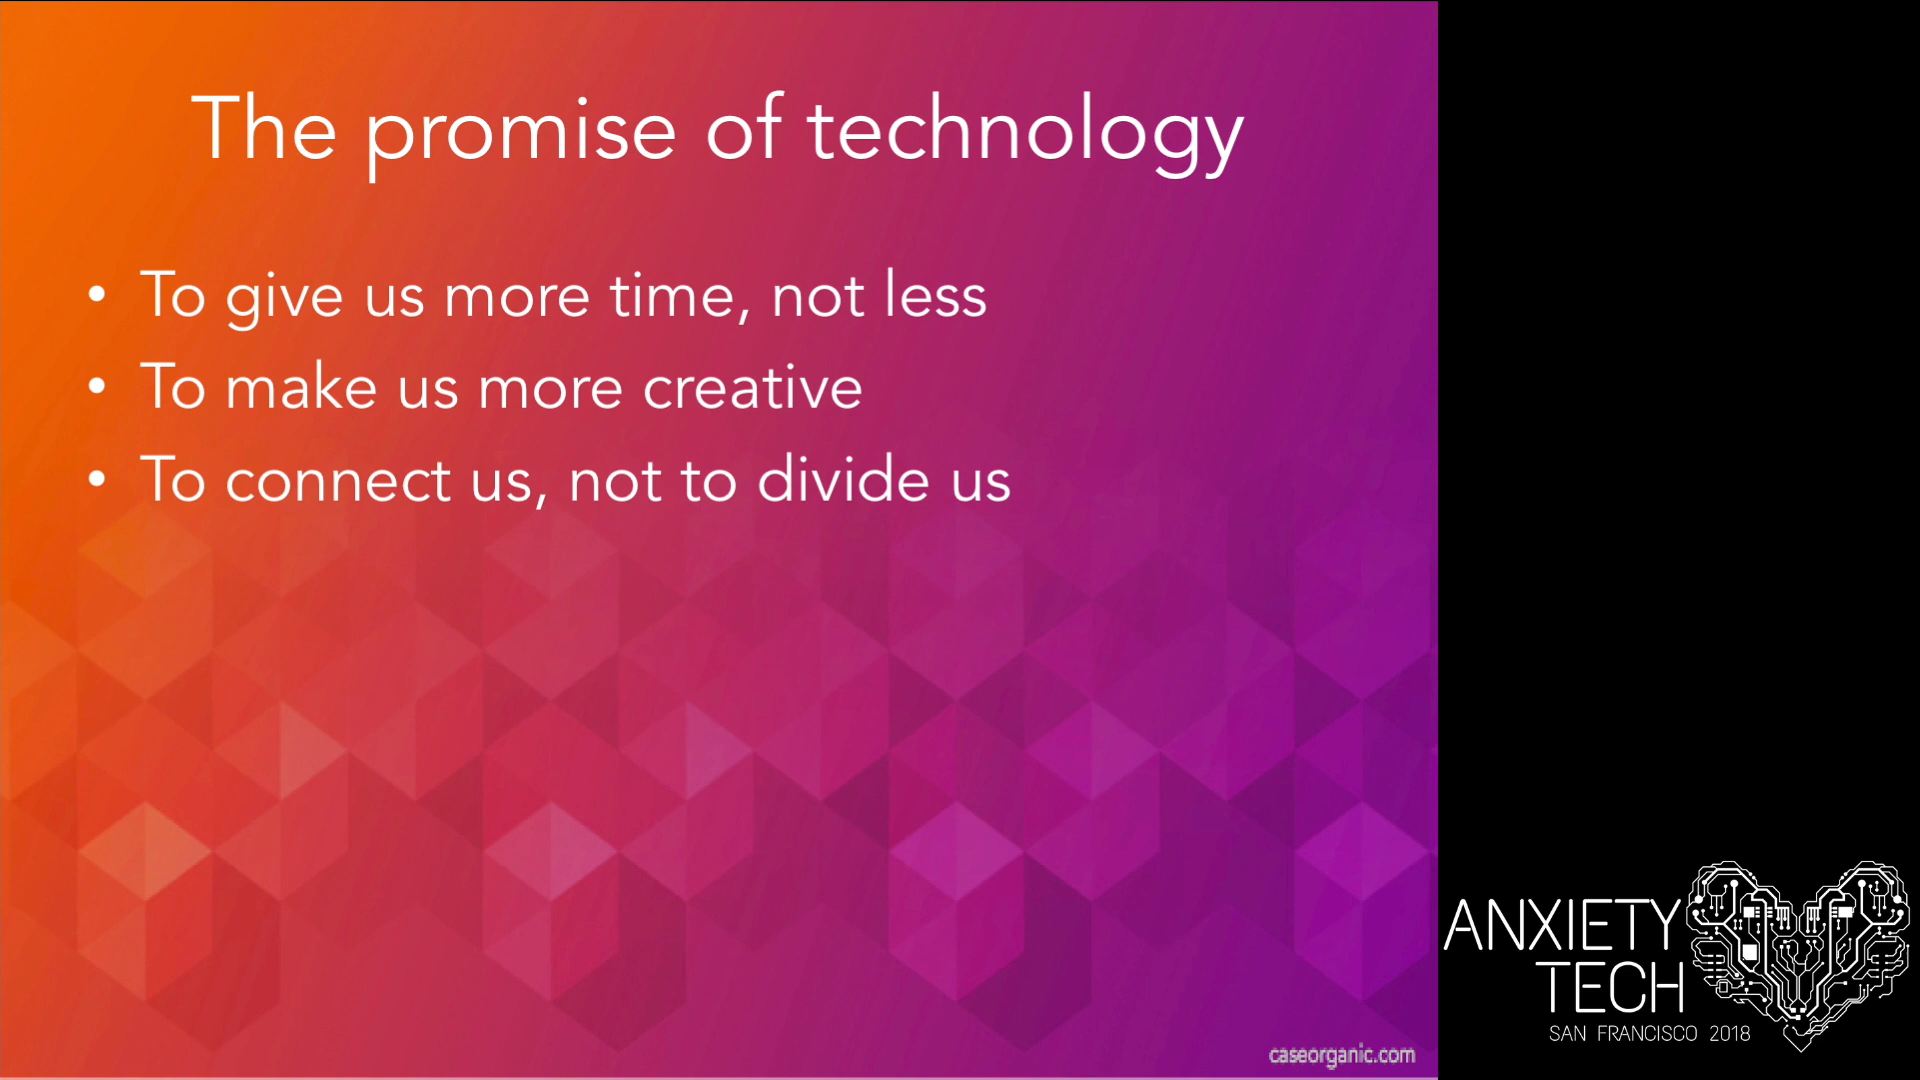 The promise of technology
• To give us more time, not less
• To make us more creative
• To connect us, not to divide us
caseorganic.com
ANXIETY
TECH
SAN FRANCISCO 2018